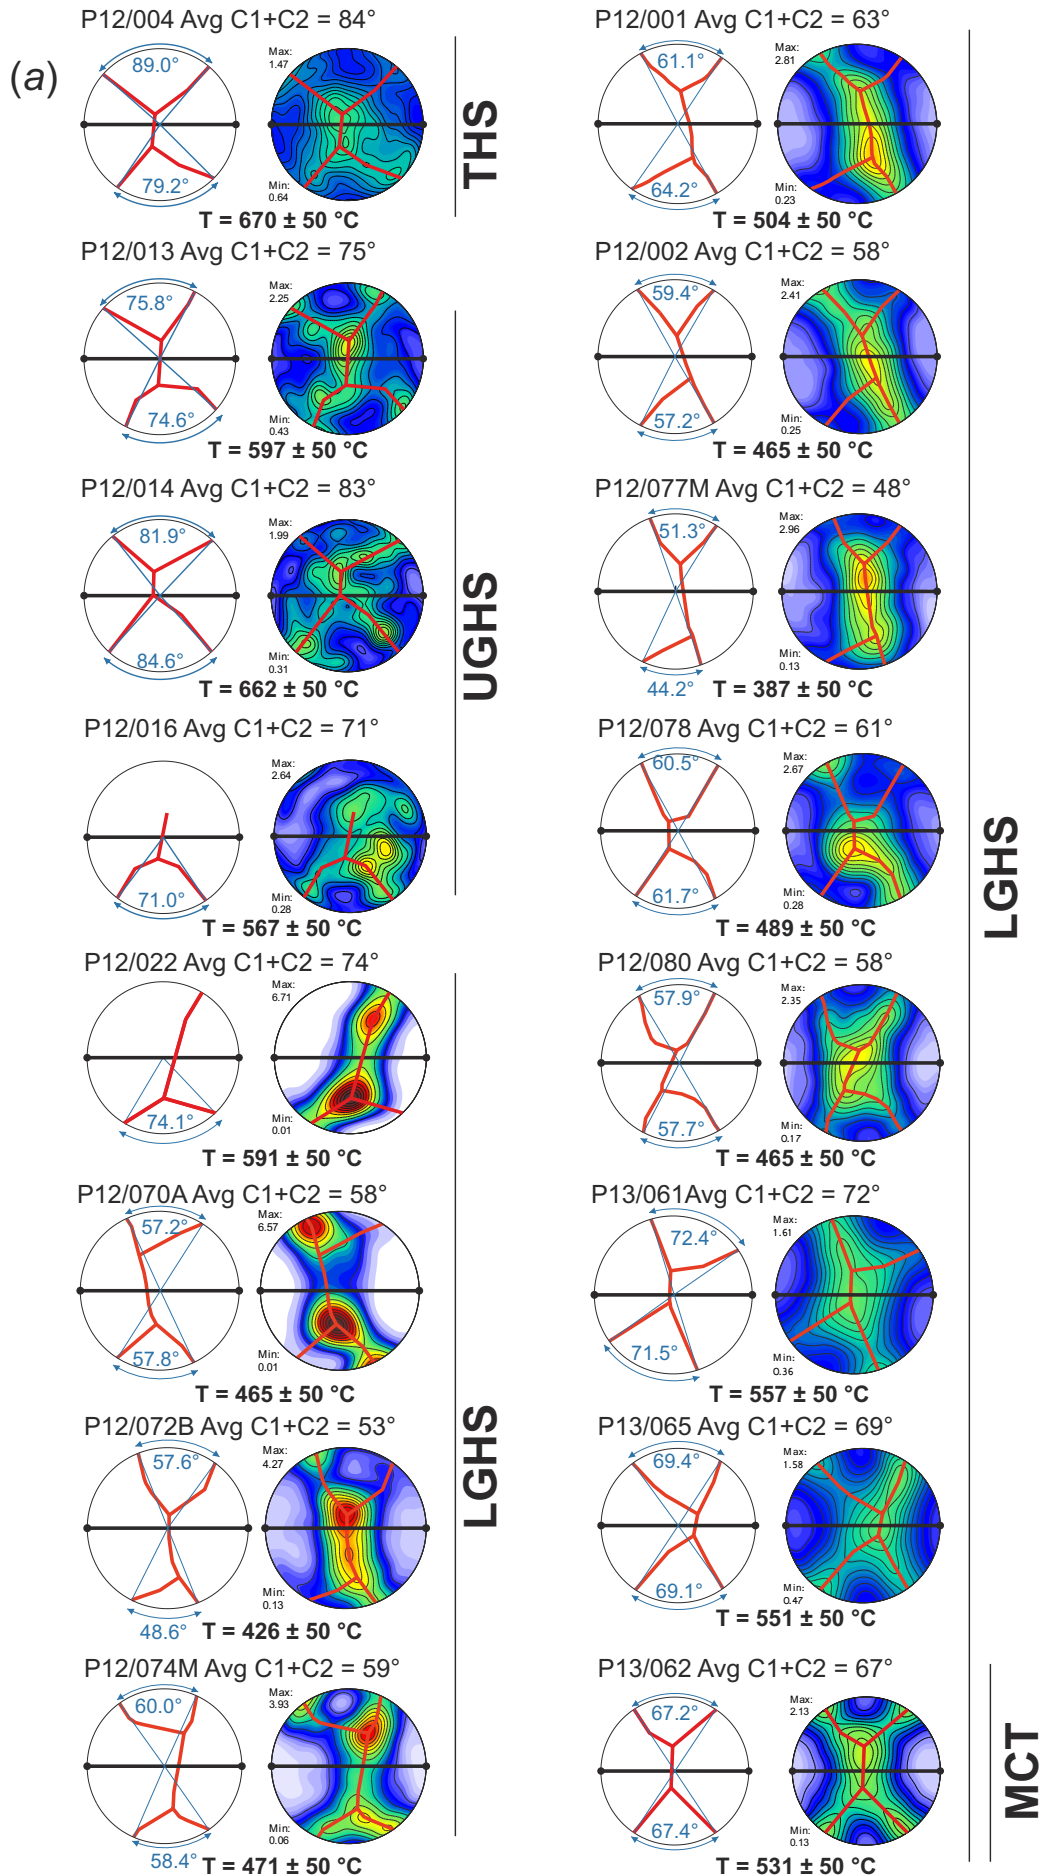 (a)
P12/004 Avg C1+C2 = 84°
89.0°
79.2°
Max:
1.47
Min:
0.64
T = 670 ± 50 °C
THS
P12/013 Avg C1+C2 = 75°
75.8°
74.6°
Max:
2.25
Min:
0.43
T = 597 ± 50 °C
P12/014 Avg C1+C2 = 83°
81.9°
84.6°
Max:
1.99
Min:
0.31
T = 662 ± 50 °C
UGHS
P12/016 Avg C1+C2 = 71°
71.0°
Max:
2.64
Min:
0.28
T = 567 ± 50 °C
P12/022 Avg C1+C2 = 74°
74.1°
Max:
6.71
Min:
0.01
T = 591 ± 50 °C
P12/070A Avg C1+C2 = 58°
57.2°
57.8°
Max:
6.57
Min:
0.01
T = 465 ± 50 °C
P12/072B Avg C1+C2 = 53°
57.6°
48.6°
Max:
4.27
Min:
0.13
T = 426 ± 50 °C
LGHS
P12/074M Avg C1+C2 = 59°
60.0°
58.4°
Max:
3.93
Min:
0.06
T = 471 ± 50 °C
P12/001 Avg C1+C2 = 63°
61.1°
64.2°
Max:
2.81
Min:
0.23
T = 504 ± 50 °C
P12/002 Avg C1+C2 = 58°
59.4°
57.2°
Max:
2.41
Min:
0.25
T = 465 ± 50 °C
P12/077M Avg C1+C2 = 48°
51.3°
44.2°
Max:
2.96
Min:
0.13
T = 387 ± 50 °C
P12/078 Avg C1+C2 = 61°
60.5°
61.7°
Max:
2.67
Min:
0.28
T = 489 ± 50 °C
LGHS
P12/080 Avg C1+C2 = 58°
57.9°
57.7°
Max:
2.35
Min:
0.17
T = 465 ± 50 °C
P13/061Avg C1+C2 = 72°
72.4°
71.5°
Max:
1.61
Min:
0.36
T = 557 ± 50 °C
P13/065 Avg C1+C2 = 69°
69.4°
69.1°
Max:
1.58
Min:
0.47
T = 551 ± 50 °C
P13/062 Avg C1+C2 = 67°
67.2°
67.4°
Max:
2.13
Min:
0.13
T = 531 ± 50 °C
MCT